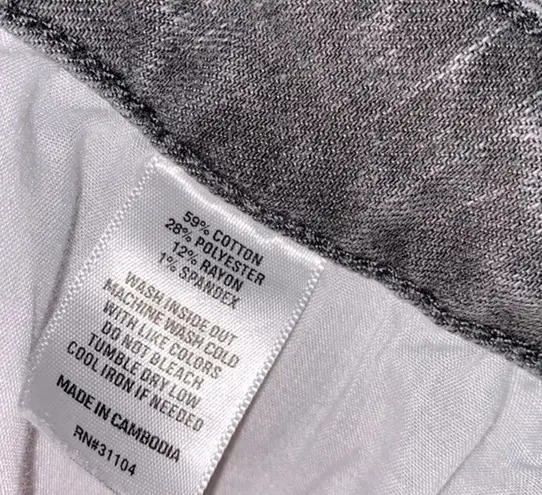 59% COTTON
28% POLYESTER
12% RAYON
1% SPANDEX
WASH INSIDE OUT
MACHINE WASH COLD
WITH LIKE COLORS
DO NOT BLEACH
TUMBLE DRY LOW
COOL IRON IF NEEDED
MADE IN CAMBODIA
RN#31104